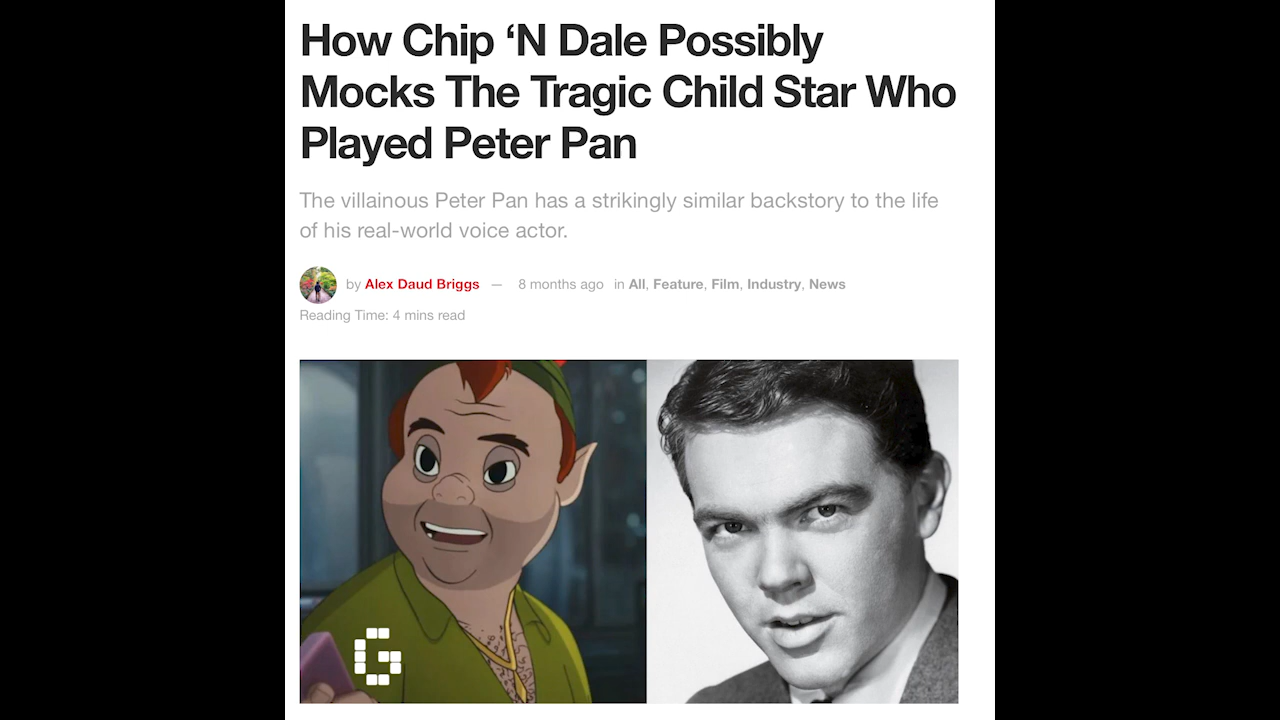 How Chip ‘N Dale Possibly
Mocks The Tragic Child Star Who
Played Peter Pan
The villainous Peter Pan has a strikingly similar backstory to the life
of his real-world voice actor.
by Alex Daud Briggs — 8 months ago in All, Feature, Film, Industry, News
Reading Time: 4 mins read
G